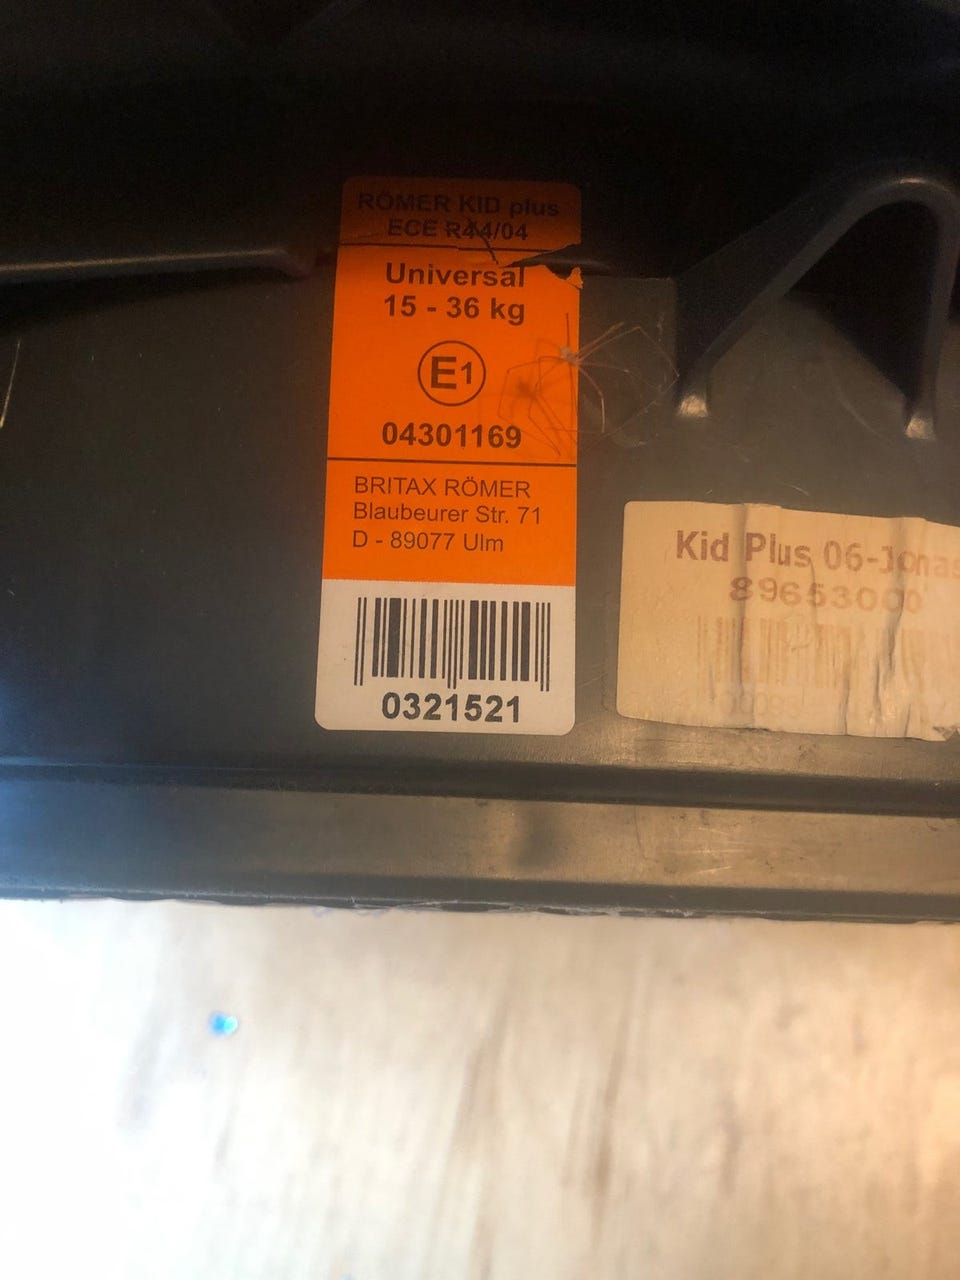 RÖMER KID plus
ECE R44/04
Universal
15 - 36 kg
E1
04301169
BRITAX RÖMER
Blaubeurer Str. 71
D - 89077 Ulm
0321521
Kid Plus 06-Jonas
89653000